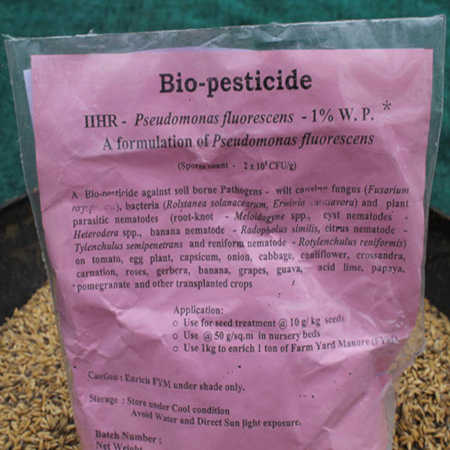 Bio-pesticide
IIHR - Pseudomonas fluorescens - 1% W. P. *
A formulation of Pseudomonas fluorescens
(Spores count - 2 x 10⁸ CFU/g)
A Bio-pesticide against soil borne Pathogens - wilt causing fungus (Fusarium
bacteria (Rolstanea solanacearum, Erwinia and plant
parasitic nematodes (root-knot - Meloidogyne spp., cyst nematodes -
Heterodera spp., banana nematode - Radopholus similis, citrus nematode -
Tylenchulus semipenetrans and reniform nematode - Rotylenchulus reniformis)
on tomato, egg plant, capsicum, onion, cabbage, cauliflower, crossandra,
carnation, roses, gerbera, banana, grapes, guava, acid lime, papaya,
pomegranate and other transplanted crops
Application:
o Use for seed treatment @ 10 g/ kg seeds
o Use @ 50 g/sq.m in nursery beds
o Use 1kg to enrich 1 ton of Farm Yard Manure (FYM)
Caution : Enrich FYM under shade only.
Storage : Store under Cool condition
Avoid Water and Direct Sun light exposure.
Batch Number :
Net Weight